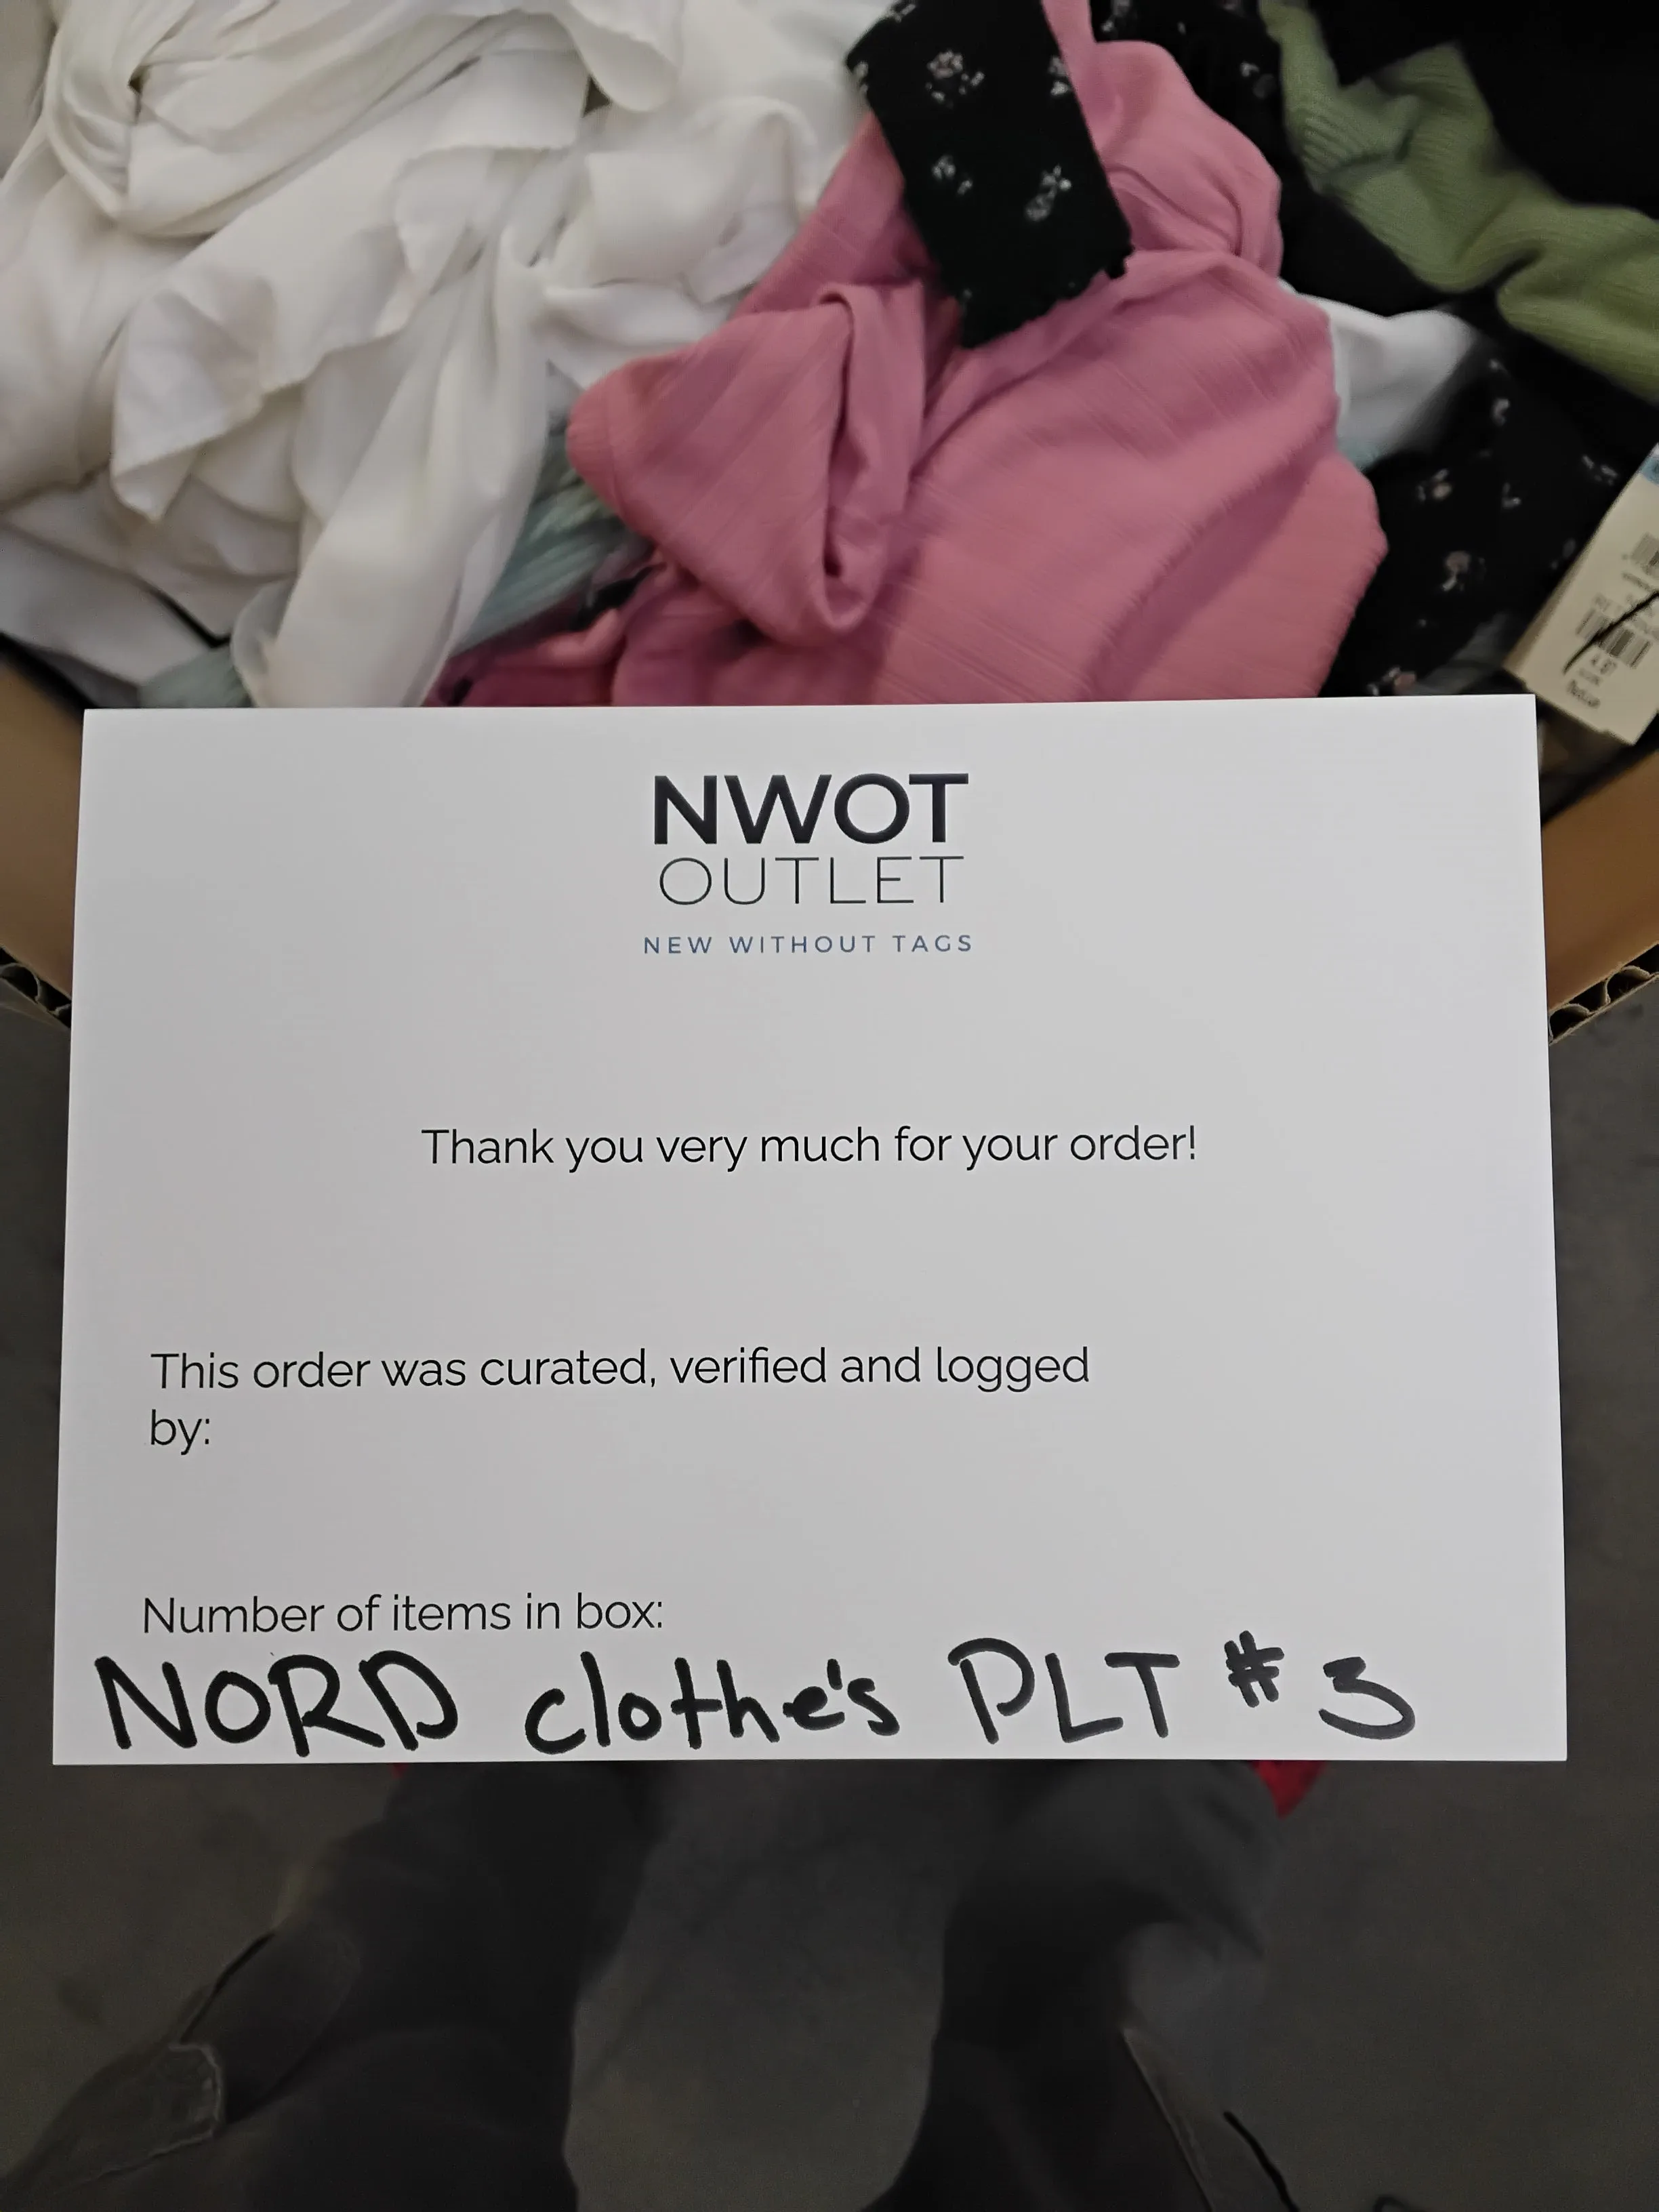 NWOT
OUTLET
NEW WITHOUT TAGS
Thank you very much for your order!
This order was curated, verified and logged
by:
Number of items in box:
NORD clothe's PLT #3